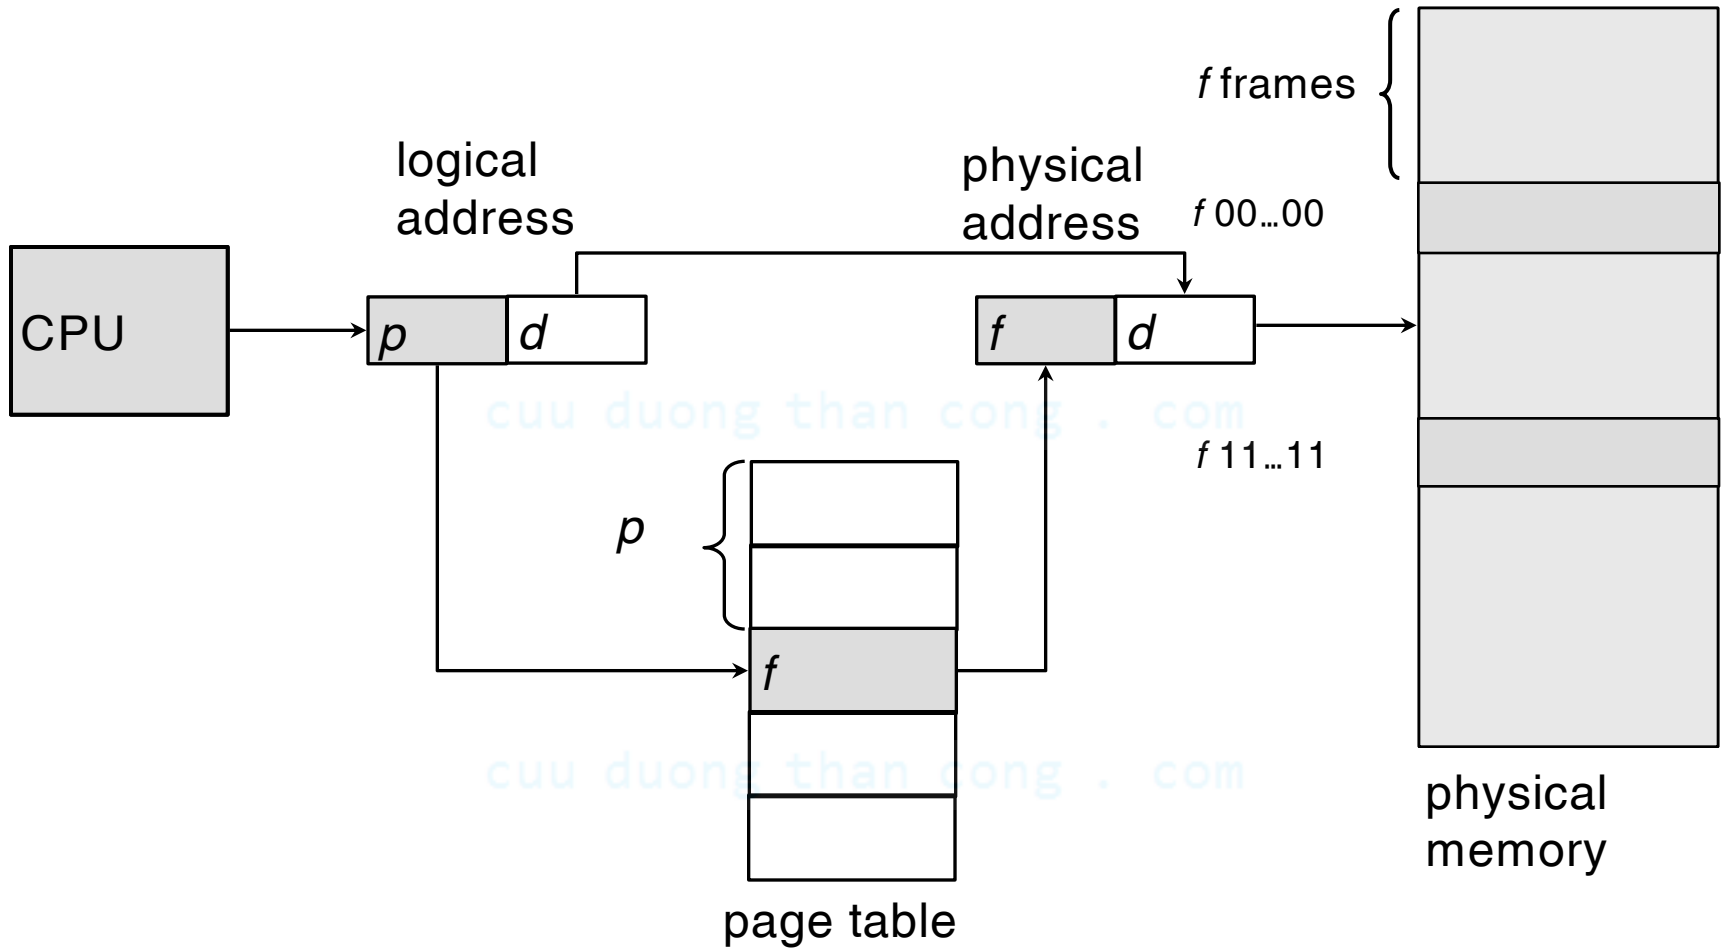 f frames
logical
address
physical
address
f 00...00
CPU
p
d
f
d
cuu duong than cong . com
f 11...11
p
f
cuu duong than cong . com
physical
memory
page table